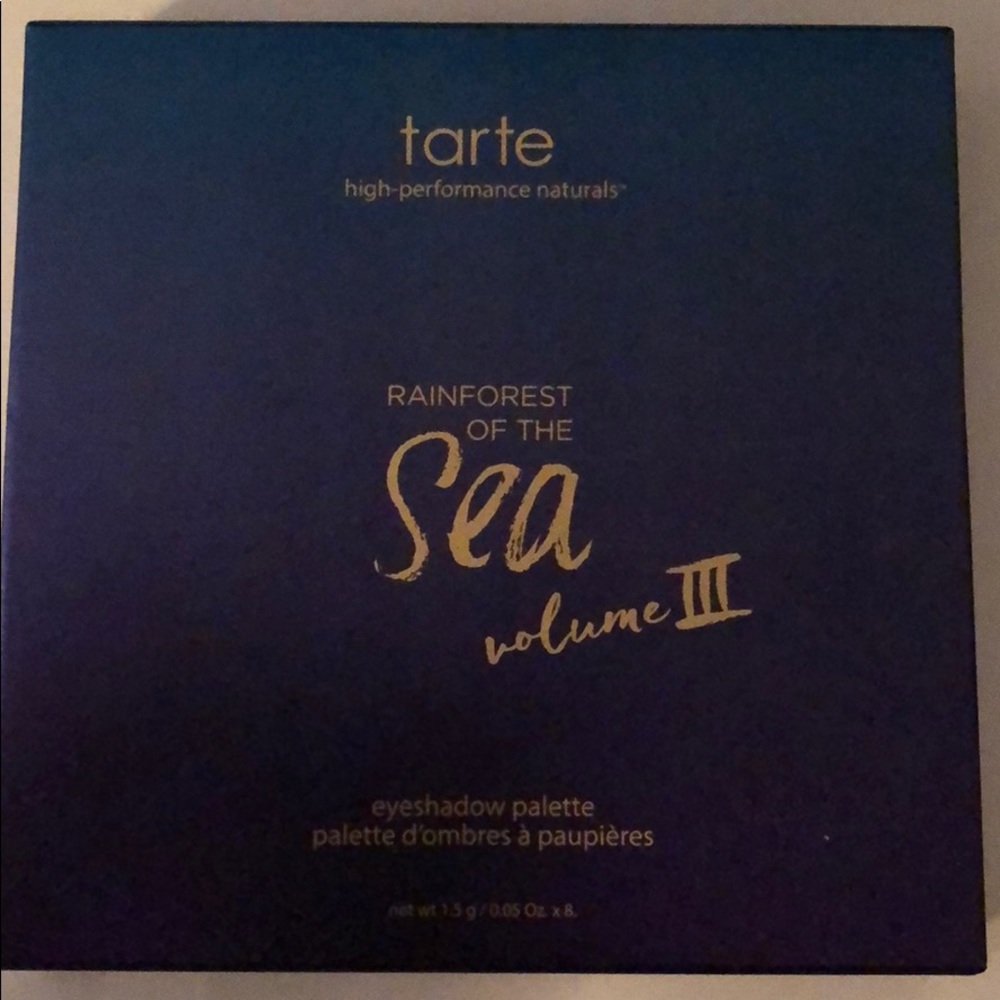 tarte
high-performance naturals™
RAINFOREST
OF THE
Sea
volume III
eyeshadow palette
palette d'ombres à paupières
net wt 1.5 g / 0.05 Oz. x 8.